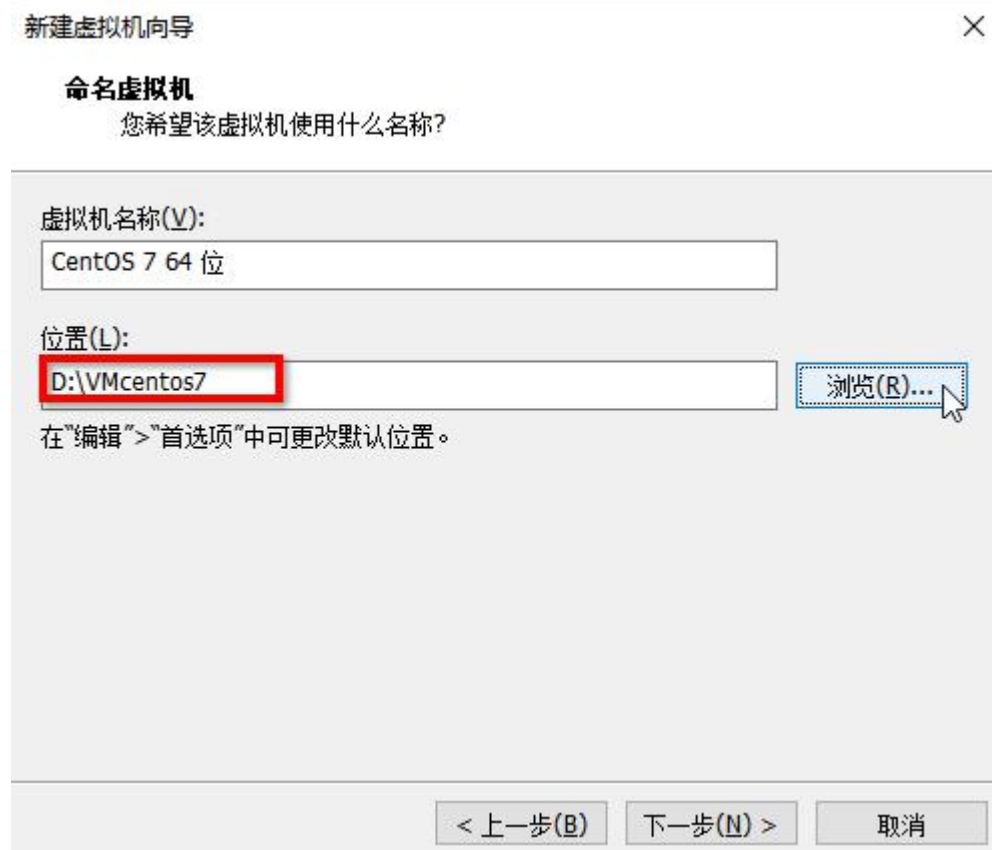 新建虚拟机向导
命名虚拟机
您希望该虚拟机使用什么名称?
虚拟机名称(V):
CentOS 7 64 位
位置(L):
D:\VMcentos7
浏览(R)...
在"编辑">"首选项"中可更改默认位置。
< 上一步(B) 下一步(N) > 取消